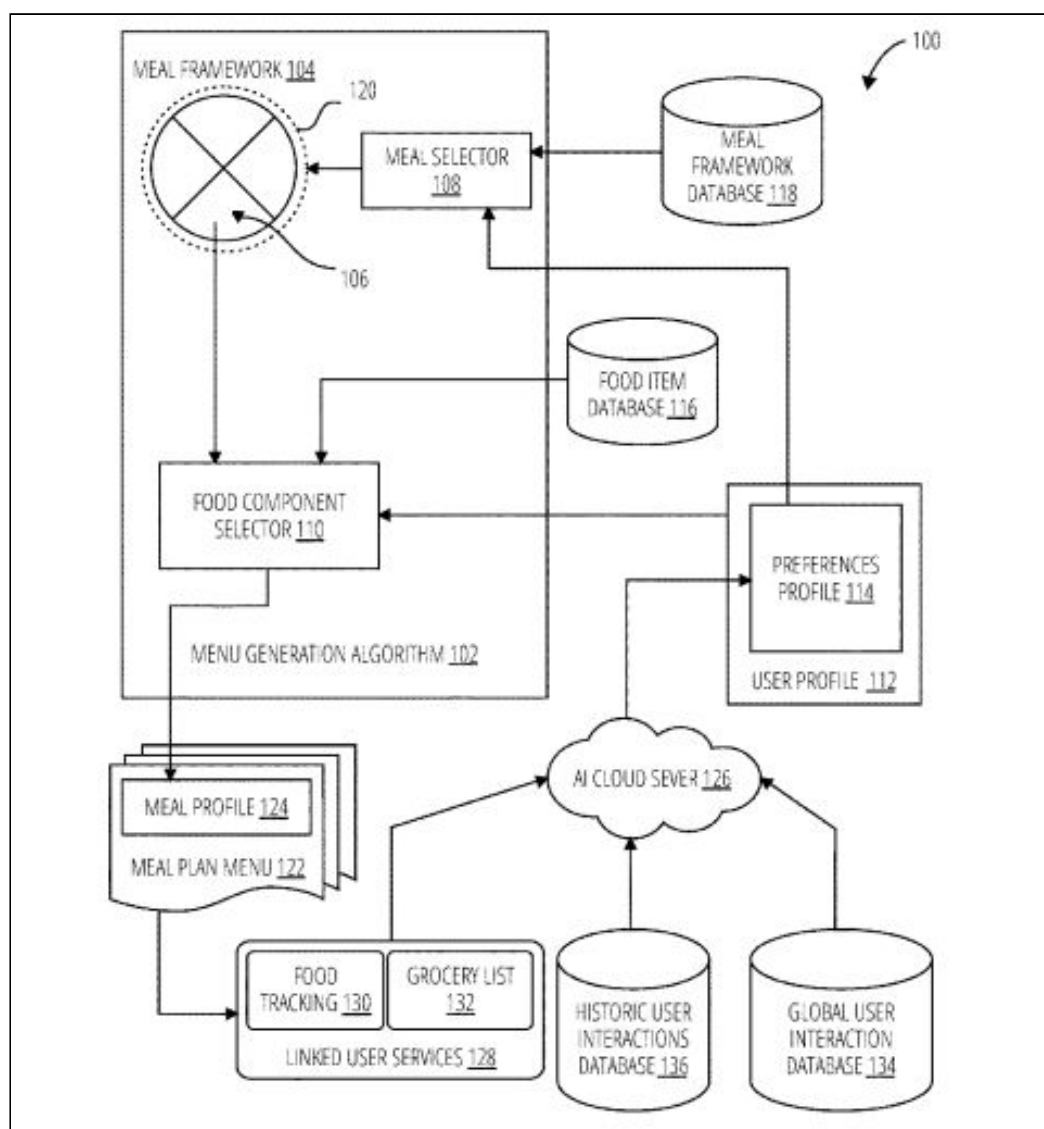 100
MEAL FRAMEWORK 104
120
MEAL SELECTOR
108
MEAL
FRAMEWORK
DATABASE 118
106
FOOD ITEM
DATABASE 116
FOOD COMPONENT
SELECTOR 110
PREFERENCES
PROFILE 114
MENU GENERATION ALGORITHM 102
USER PROFILE 112
AI CLOUD SEVER 126
MEAL PROFILE 124
MEAL PLAN MENU 122
FOOD
TRACKING 130
GROCERY LIST
132
LINKED USER SERVICES 128
HISTORIC USER
INTERACTIONS
DATABASE 136
GLOBAL USER
INTERACTION
DATABASE 134